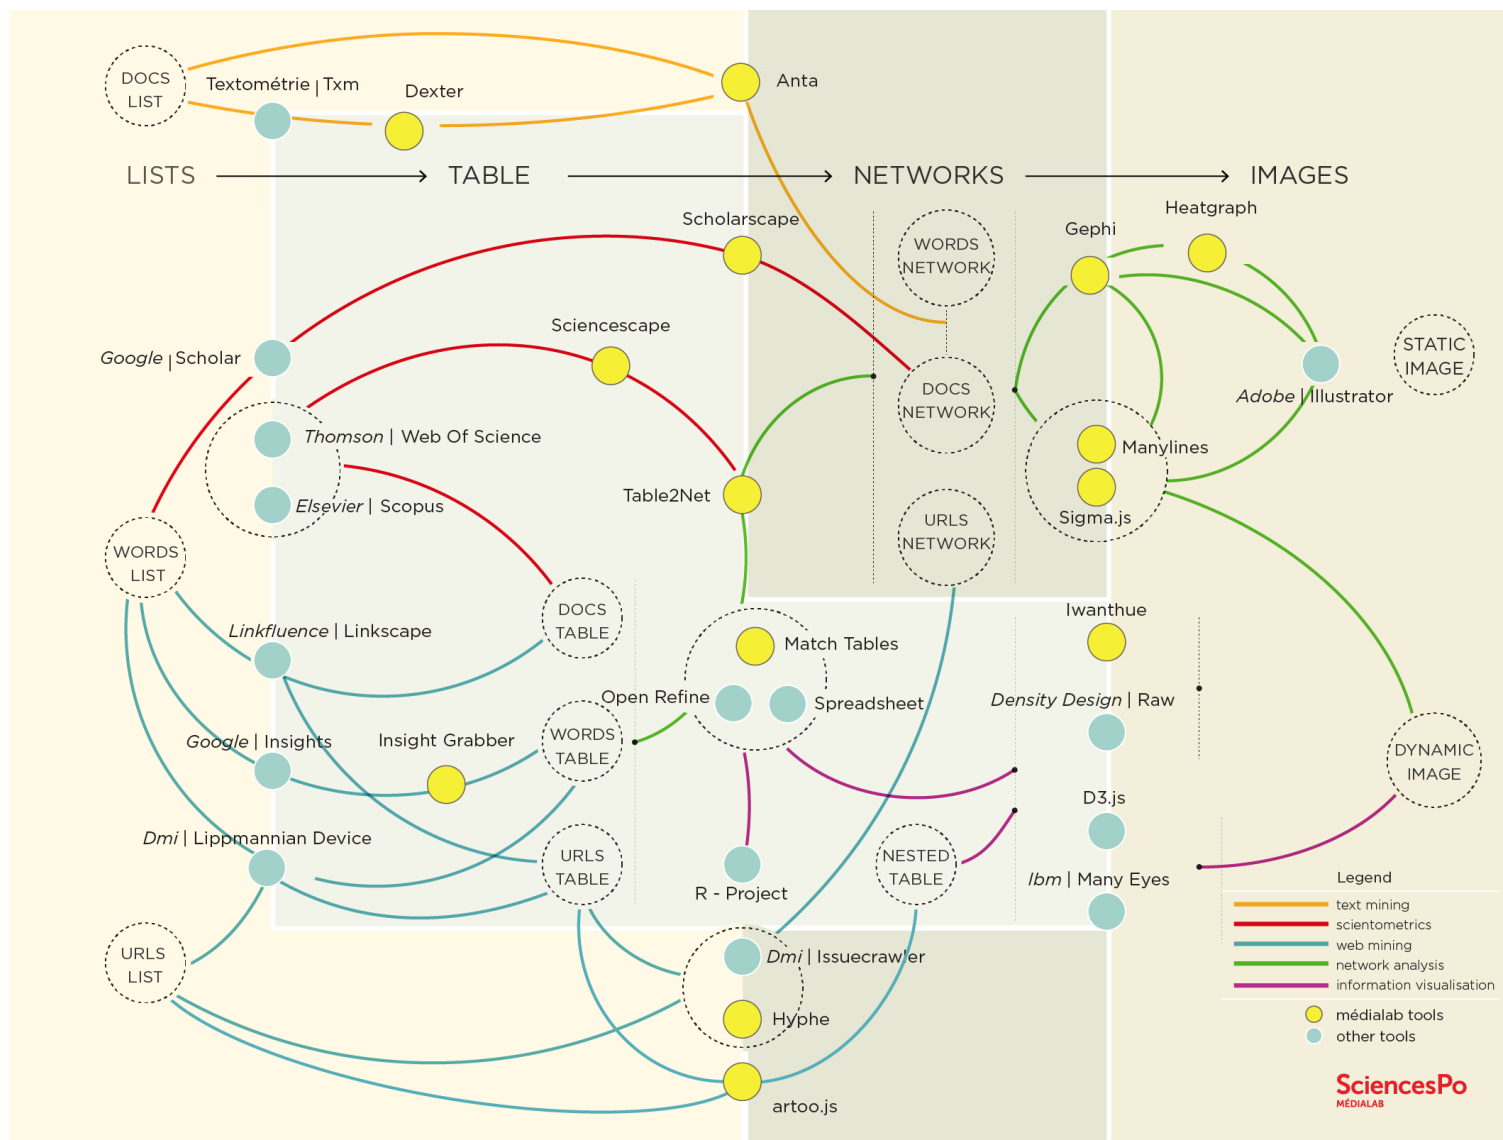 DOCS
LIST
Textométrie | Txm
Dexter
Anta
LISTS
TABLE
NETWORKS
IMAGES
Scholarscape
WORDS
NETWORK
Gephi
Heatgraph
Sciencescape
Google | Scholar
STATIC
IMAGE
DOCS
NETWORK
Adobe | Illustrator
Thomson | Web Of Science
Manylines
Elsevier | Scopus
Table2Net
Sigma.js
URLS
NETWORK
WORDS
LIST
DOCS
TABLE
Iwanthue
Linkfluence | Linkscape
Match Tables
Open Refine
Spreadsheet
Density Design | Raw
Google | Insights
Insight Grabber
WORDS
TABLE
DYNAMIC
IMAGE
D3.js
Dmi | Lippmannian Device
URLS
TABLE
R - Project
NESTED
TABLE
Ibm | Many Eyes
Legend
text mining
scientometrics
web mining
network analysis
information visualisation
médialab tools
other tools
URLS
LIST
Dmi | Issuecrawler
Hyphe
artoo.js
SciencesPo
MÉDIALAB